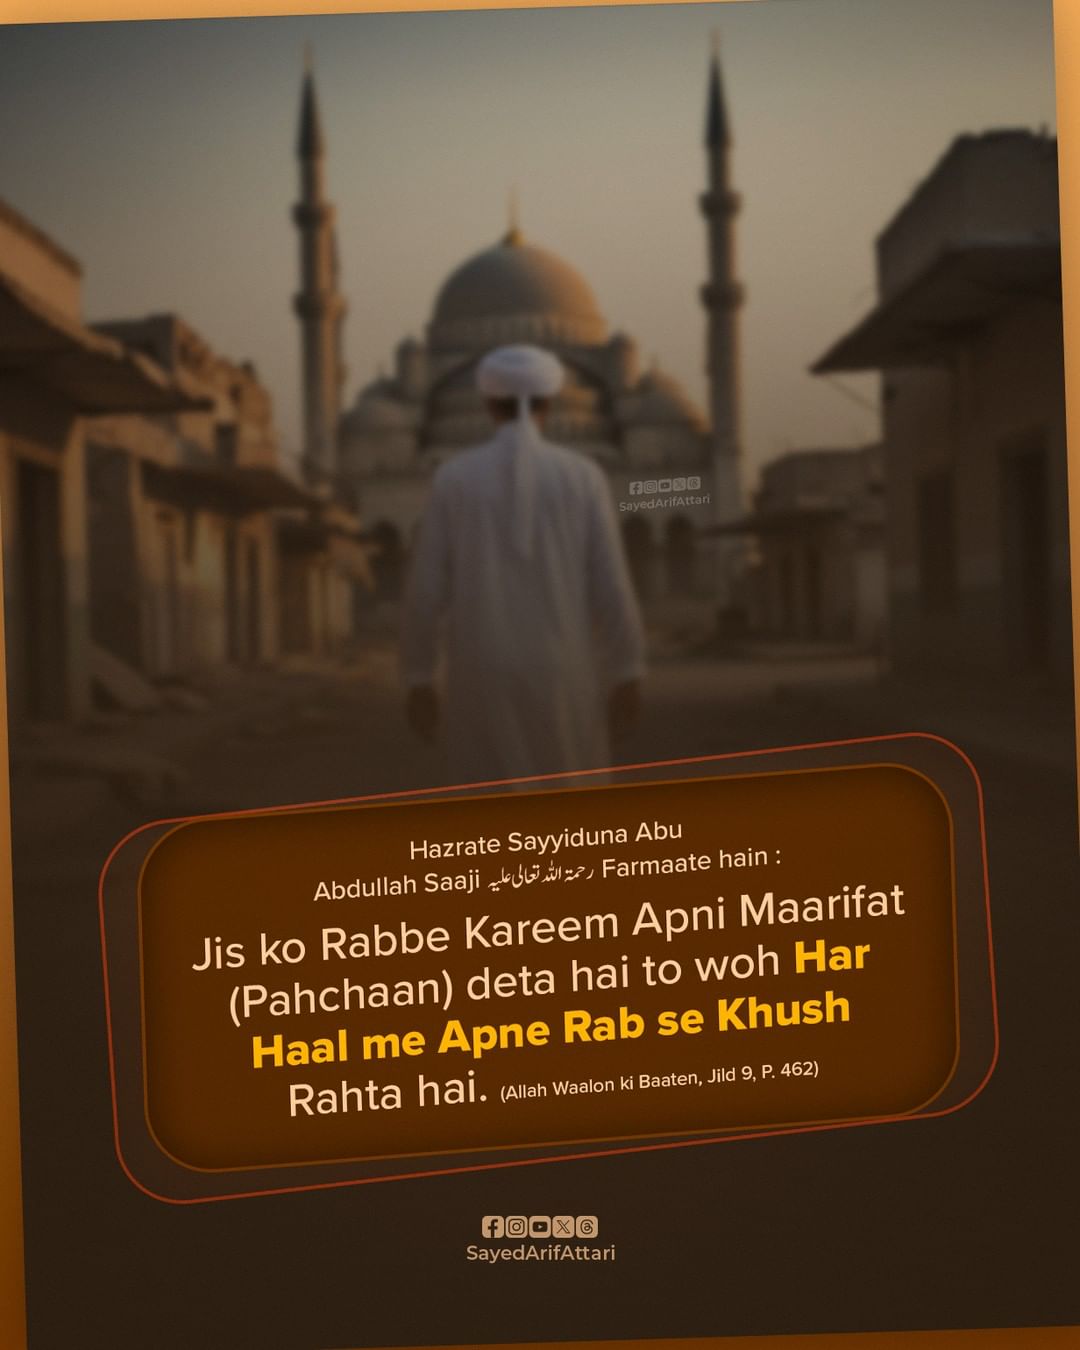 SayedArifAttari
Hazrate Sayyiduna Abu
Abdullah Saaji رحمۃ اللہ تعالیٰ علیہ Farmaate hain :
Jis ko Rabbe Kareem Apni Maarifat
(Pahchaan) deta hai to woh Har
Haal me Apne Rab se Khush
Rahta hai. (Allah Waalon ki Baaten, Jild 9, P. 462)
SayedArifAttari